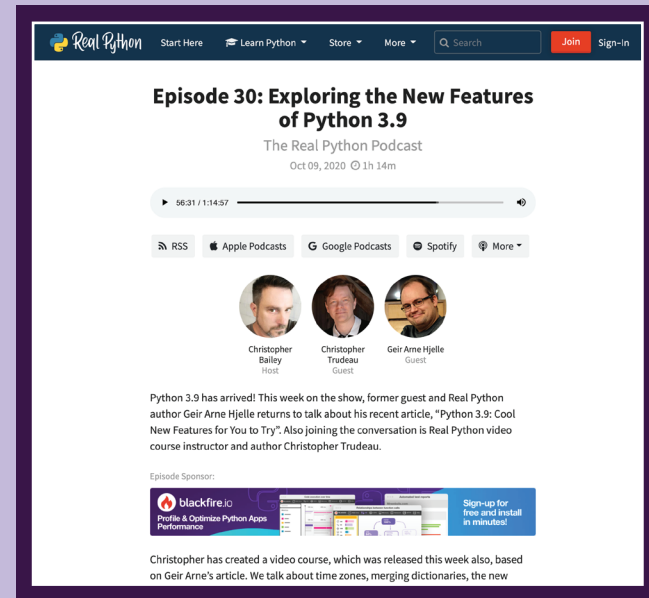 Real Python Start Here Learn Python Store More Search Join Sign-In
Episode 30: Exploring the New Features
of Python 3.9
The Real Python Podcast
Oct 09, 2020 1h 14m
56:31 / 1:14:57
RSS Apple Podcasts Google Podcasts Spotify More
Christopher
Bailey
Host
Christopher
Trudeau
Guest
Geir Arne Hjelle
Guest
Python 3.9 has arrived! This week on the show, former guest and Real Python
author Geir Arne Hjelle returns to talk about his recent article, “Python 3.9: Cool
New Features for You to Try”. Also joining the conversation is Real Python video
course instructor and author Christopher Trudeau.
Episode Sponsor:
blackfire.io
Profile & Optimize Python Apps
Performance
Sign-up for
free and install
in minutes!
Christopher has created a video course, which was released this week also, based
on Geir Arne’s article. We talk about time zones, merging dictionaries, the new